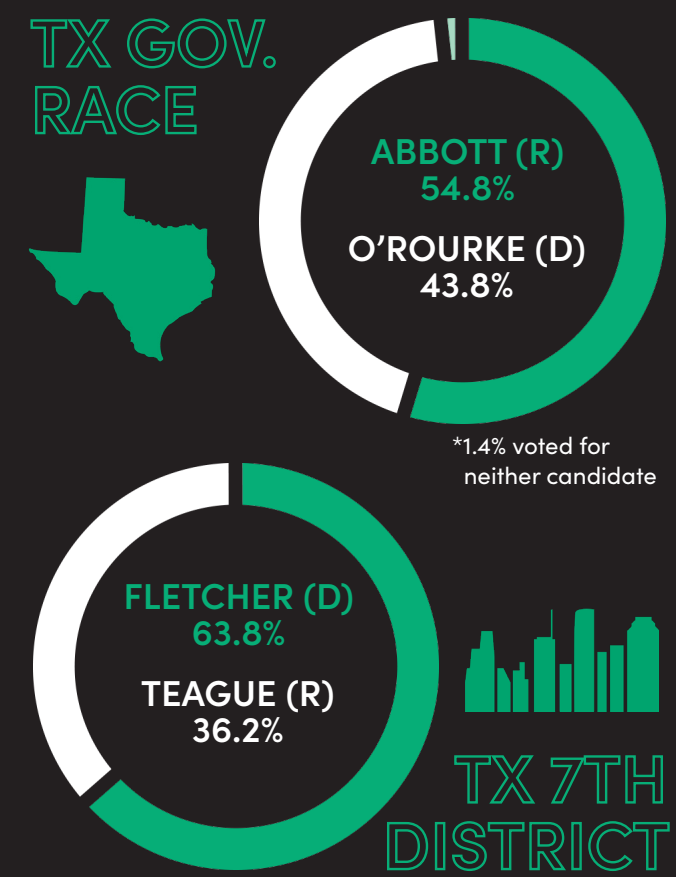 TX GOV.
RACE
ABBOTT (R)
54.8%
O'ROURKE (D)
43.8%
*1.4% voted for
neither candidate
FLETCHER (D)
63.8%
TEAGUE (R)
36.2%
TX 7TH
DISTRICT